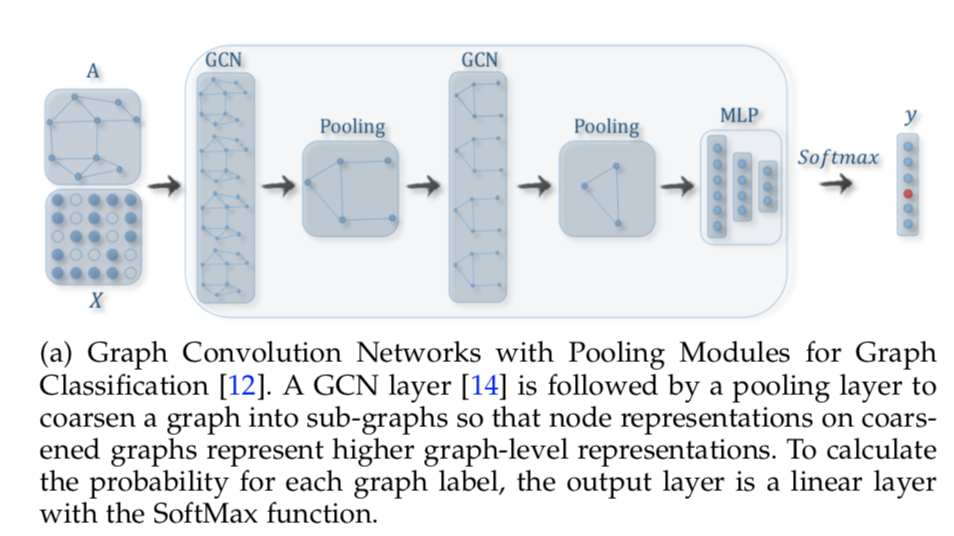 A
X
GCN
Pooling
GCN
Pooling
MLP
Softmax
y
(a) Graph Convolution Networks with Pooling Modules for Graph
Classification [12]. A GCN layer [14] is followed by a pooling layer to
coarsen a graph into sub-graphs so that node representations on coars-
ened graphs represent higher graph-level representations. To calculate
the probability for each graph label, the output layer is a linear layer
with the SoftMax function.